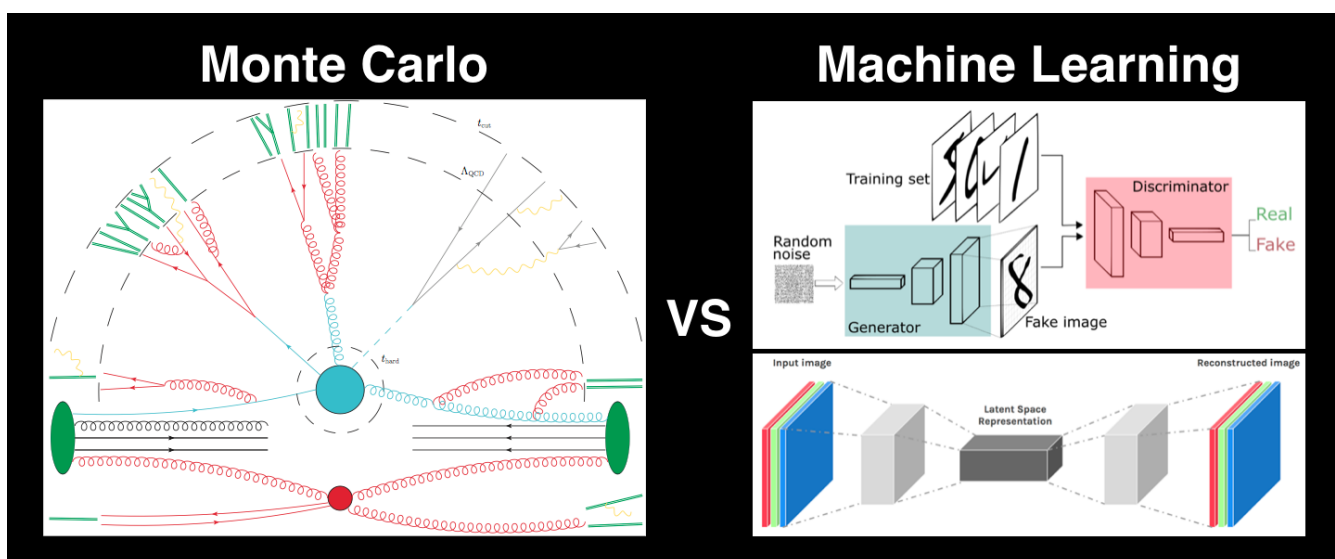 Monte Carlo
t_cut
Λ_QCD
t_hard
VS
Machine Learning
Training set
Discriminator
Real
Fake
Random
noise
Generator
Fake image
Input image
Reconstructed image
Latent Space
Representation